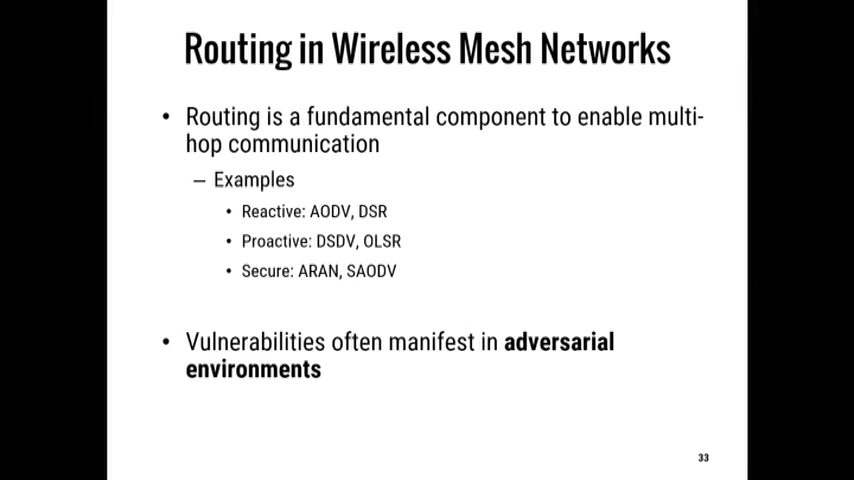 Routing in Wireless Mesh Networks
• Routing is a fundamental component to enable multi-
hop communication
– Examples
• Reactive: AODV, DSR
• Proactive: DSDV, OLSR
• Secure: ARAN, SAODV
• Vulnerabilities often manifest in adversarial
environments
33